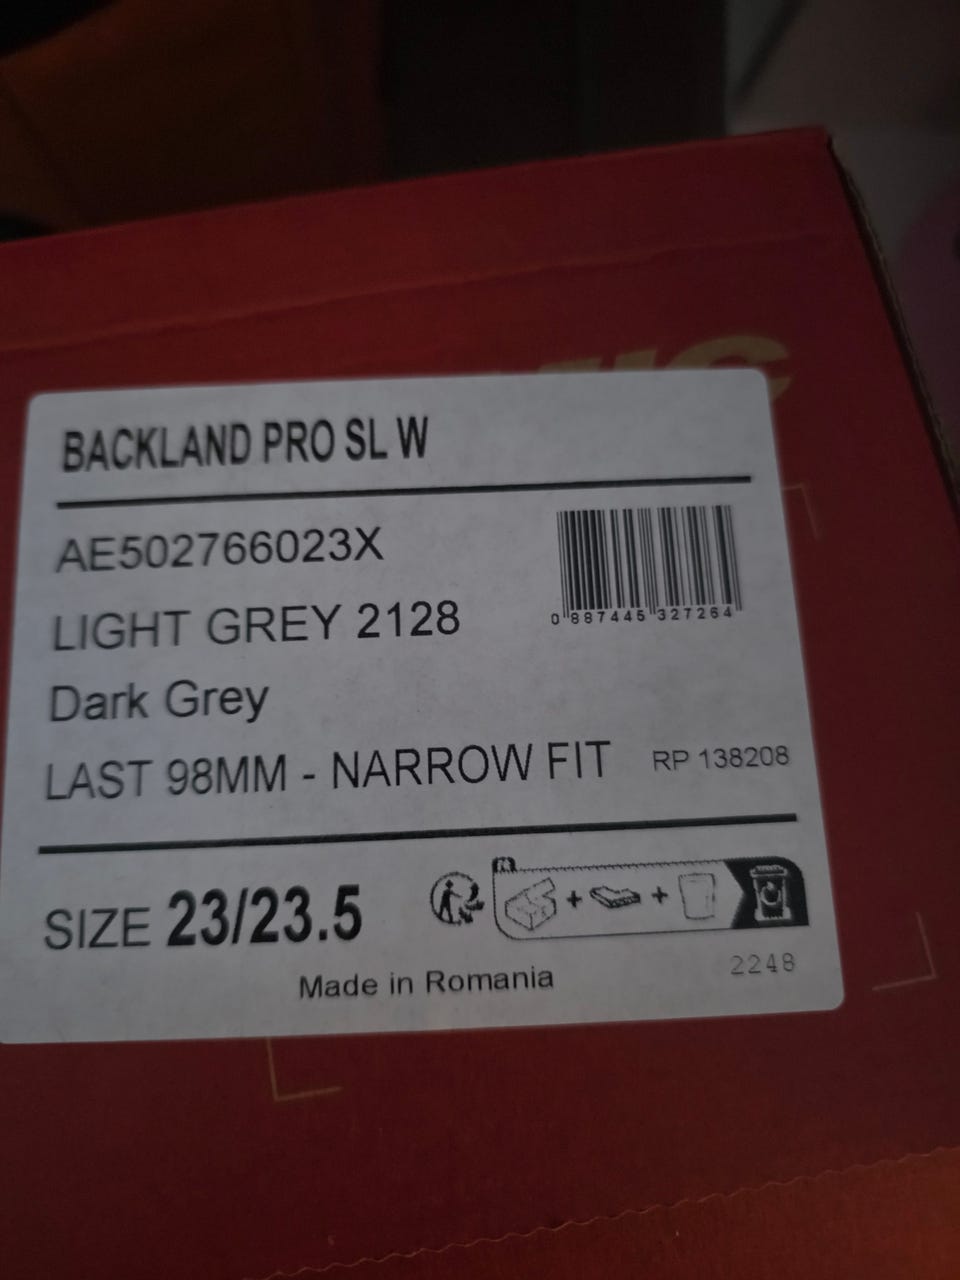 BACKLAND PRO SL W
AE502766023X
0 887445 327264
LIGHT GREY 2128
Dark Grey
LAST 98MM - NARROW FIT RP 138208
SIZE 23/23.5
+ +
Made in Romania
2248